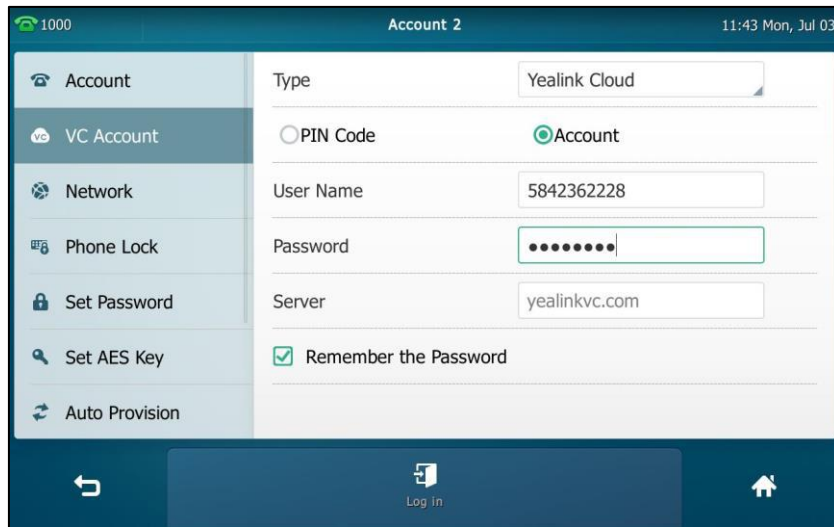 1000 Account 2 11:43 Mon, Jul 03
Account
VC Account
Network
Phone Lock
Set Password
Set AES Key
Auto Provision
Type Yealink Cloud
PIN Code Account
User Name 5842362228
Password ••••••••
Server yealinkvc.com
Remember the Password
Log in